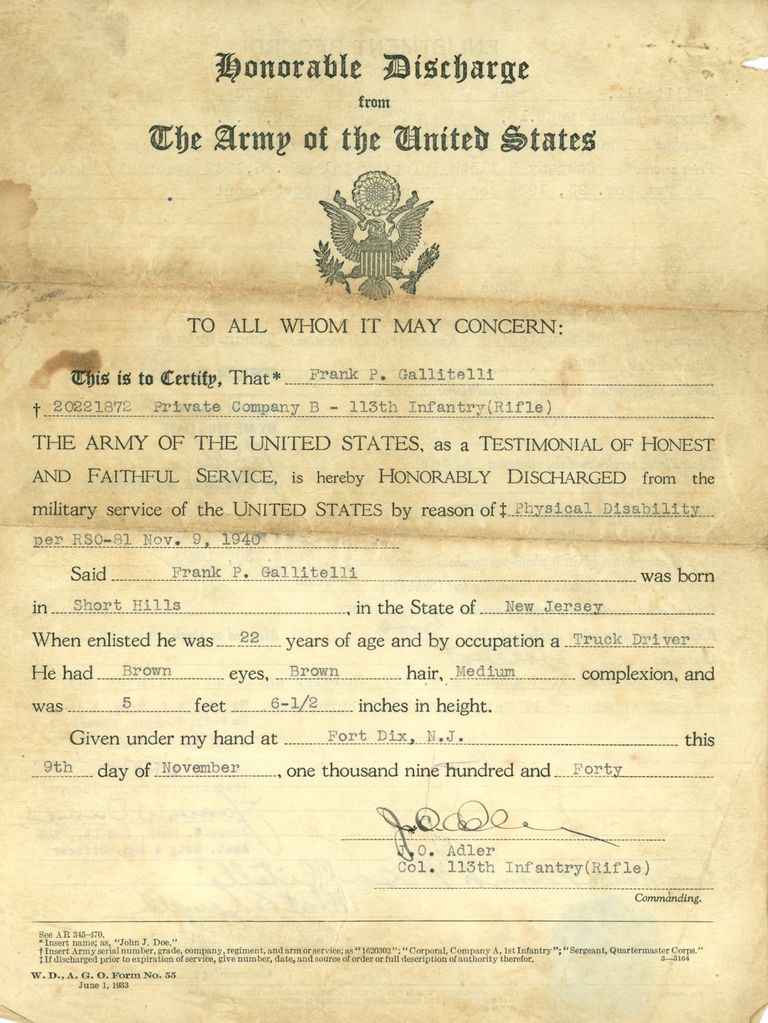 Honorable Discharge
from
The Army of the United States
TO ALL WHOM IT MAY CONCERN:
This is to Certify, That* Frank P. Gallitelli
† 20221872 Private Company B - 113th Infantry(Rifle)
THE ARMY OF THE UNITED STATES, as a TESTIMONIAL OF HONEST
AND FAITHFUL SERVICE, is hereby HONORABLY DISCHARGED from the
military service of the UNITED STATES by reason of ‡ Physical Disability
per RSO-81 Nov. 9, 1940
Said Frank P. Gallitelli was born
in Short Hills, in the State of New Jersey
When enlisted he was 22 years of age and by occupation a Truck Driver
He had Brown eyes, Brown hair, Medium complexion, and
was 5 feet 6-1/2 inches in height.
Given under my hand at Fort Dix, N.J. this
9th day of November, one thousand nine hundred and Forty
J.O. Adler
J.O. Adler
Col. 113th Infantry(Rifle)
Commanding.
See AR 345-470.
* Insert name; as, "John J. Doe."
† Insert Army serial number, grade, company, regiment, and arm or service; as "1620302"; "Corporal, Company A, 1st Infantry"; "Sergeant, Quartermaster Corps."
‡ If discharged prior to expiration of service, give number, date, and source of order or full description of authority therefor. 3—3164
W. D., A. G. O. Form No. 55
June 1, 1933